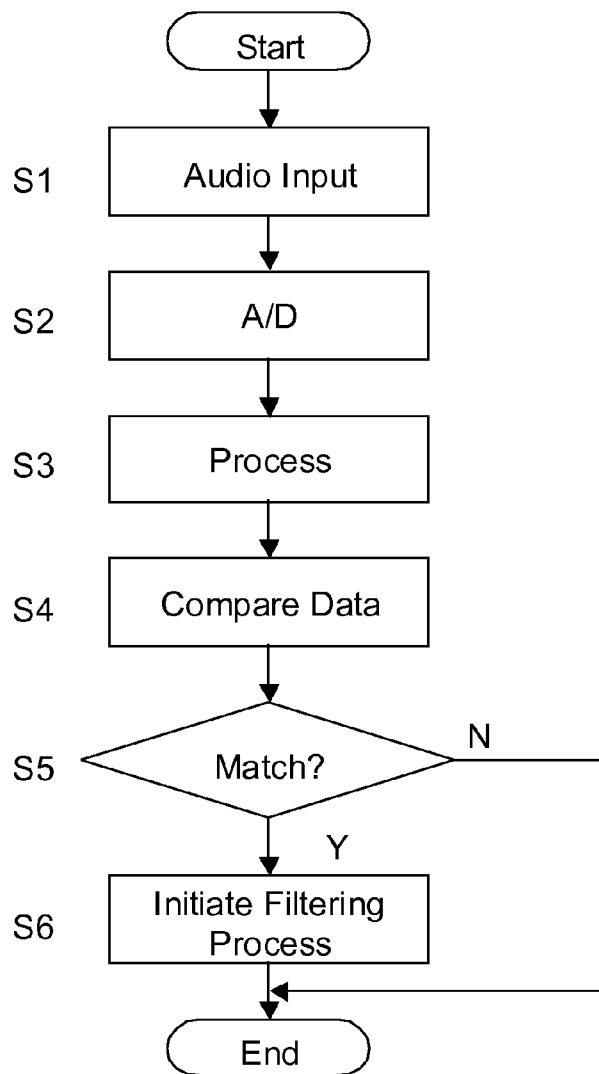 Start
S1
Audio Input
S2
A/D
S3
Process
S4
Compare Data
S5
Match?
N
Y
S6
Initiate Filtering
Process
End